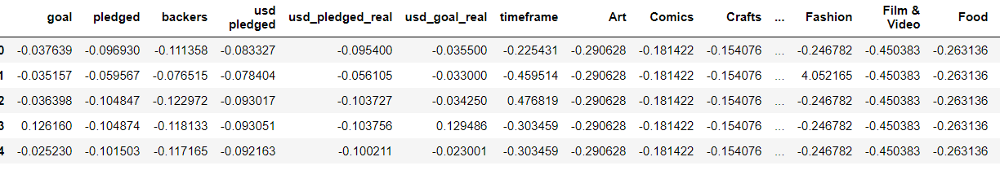 goal pledged backers usd pledged usd_pledged_real usd_goal_real timeframe Art Comics Crafts ... Fashion Film & Video Food
0 -0.037639 -0.096930 -0.111358 -0.083327 -0.095400 -0.035500 -0.225431 -0.290628 -0.181422 -0.154076 ... -0.246782 -0.450383 -0.263136
1 -0.035157 -0.059567 -0.076515 -0.078404 -0.056105 -0.033000 -0.459514 -0.290628 -0.181422 -0.154076 ... 4.052165 -0.450383 -0.263136
2 -0.036398 -0.104847 -0.122972 -0.093017 -0.103727 -0.034250 0.476819 -0.290628 -0.181422 -0.154076 ... -0.246782 -0.450383 -0.263136
3 0.126160 -0.104874 -0.118133 -0.093051 -0.103756 0.129486 -0.303459 -0.290628 -0.181422 -0.154076 ... -0.246782 -0.450383 -0.263136
4 -0.025230 -0.101503 -0.117165 -0.092163 -0.100211 -0.023001 -0.303459 -0.290628 -0.181422 -0.154076 ... -0.246782 -0.450383 -0.263136